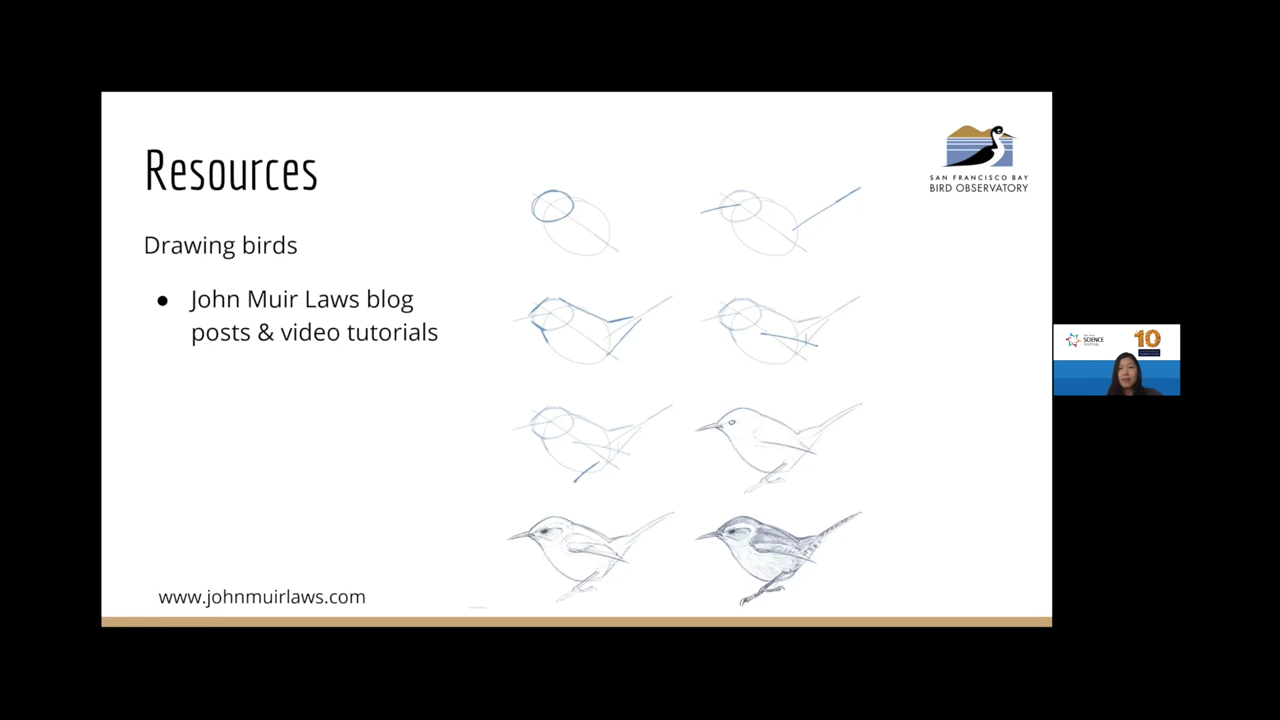 Resources
SAN FRANCISCO BAY
BIRD OBSERVATORY
Drawing birds
● John Muir Laws blog
posts & video tutorials
www.johnmuirlaws.com
SCIENCE
FESTIVAL
10